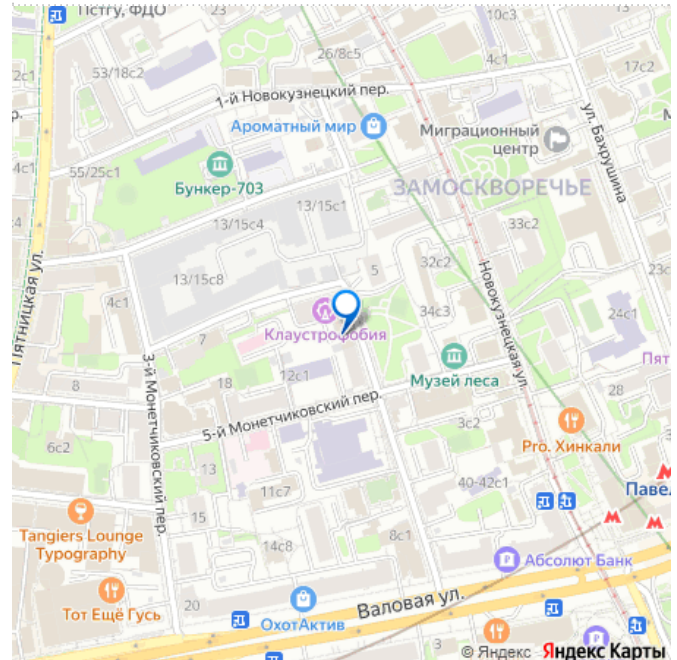 Пстгу, ФДО
26/8с5
10с3
4с1
17с2
53/18с2
1-й Новокузнецкий пер.
Ароматный мир
Миграционный
центр
ул. Бахрушина
4с1
55/25с1
Бункер-703
ЗАМОСКВОРЕЧЬЕ
13/15с1
13/15с4
33с2
32с2
Пятницкая ул.
13/15с8
5
23с
4с1
Новокузнецкая ул.
34с3
24с1
Клаустрофобия
7
3-й Монетчиковский пер.
Музей леса
Пят
8
18
12с1
28
5-й Монетчиковский пер.
3с2
Pro. Хинкали
6с2
13
40-42с1
11с7
Паве
15
Tangiers Lounge
Typography
8с1
14с8
Абсолют Банк
Тот Ещё Гусь
20
ОхотАктив
Валовая ул.
3
© Яндекс Яндекс Карты